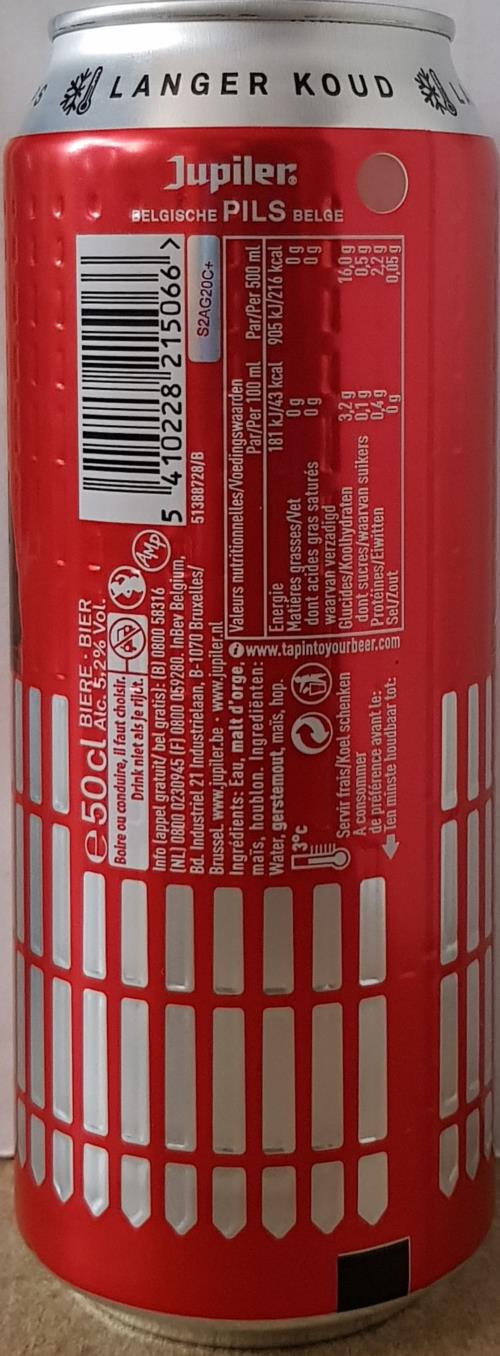 LANGER KOUD
Jupiler
BELGISCHE PILS BELGE
5 410228 215066 >
S2AG20C+
51388728/B
e 50cl BIERE - BIER
Alc. 5,2% Vol.
Boire ou conduire, il faut choisir.
Drink niet als je rijdt.
Amp
Info (appel gratuit/ bel gratis): (B) 0800 58316
(NL) 0800 0230945 (F) 0800 059280. InBev Belgium,
Bd. Industriel 21 Industrielaan, B-1070 Bruxelles/
Brussel. www.jupiler.be - www.jupiler.nl
Ingrédients: Eau, malt d'orge,
maïs, houblon. Ingrediënten:
Water, gerstemout, maïs, hop.
3°C
Servir frais/Koel schenken
À consommer
de préférence avant le:
Ten minste houdbaar tot:
Valeurs nutritionnelles/Voedingswaarden
Par/Per 100 ml Par/Per 500 ml
Energie 181 kJ/43 kcal 905 kJ/216 kcal
Matières grasses/Vet 0 g 0 g
dont acides gras saturés 0 g 0 g
waarvan verzadigd
Glucides/Koolhydraten 3,2 g 16,0 g
dont sucres/waarvan suikers 0,1 g 0,5 g
Protéines/Eiwitten 0,4 g 2,2 g
Sel/Zout 0 g 0,05 g
i www.tapintoyourbeer.com